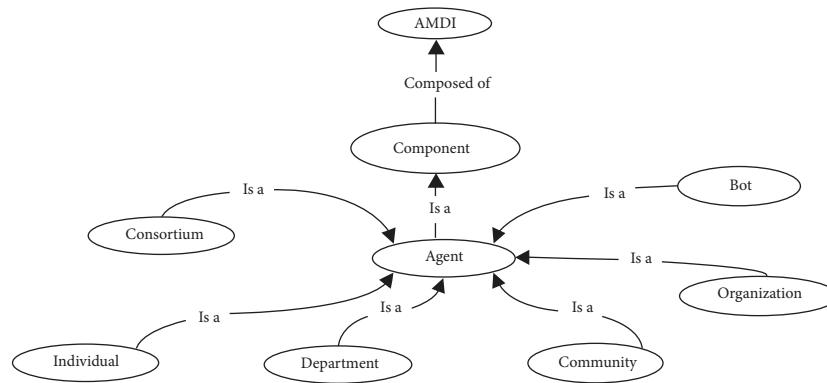 AMDI
Composed of
Component
Is a
Is a
Is a
Bot
Consortium
Agent
Is a
Organization
Is a
Is a
Is a
Individual
Department
Community